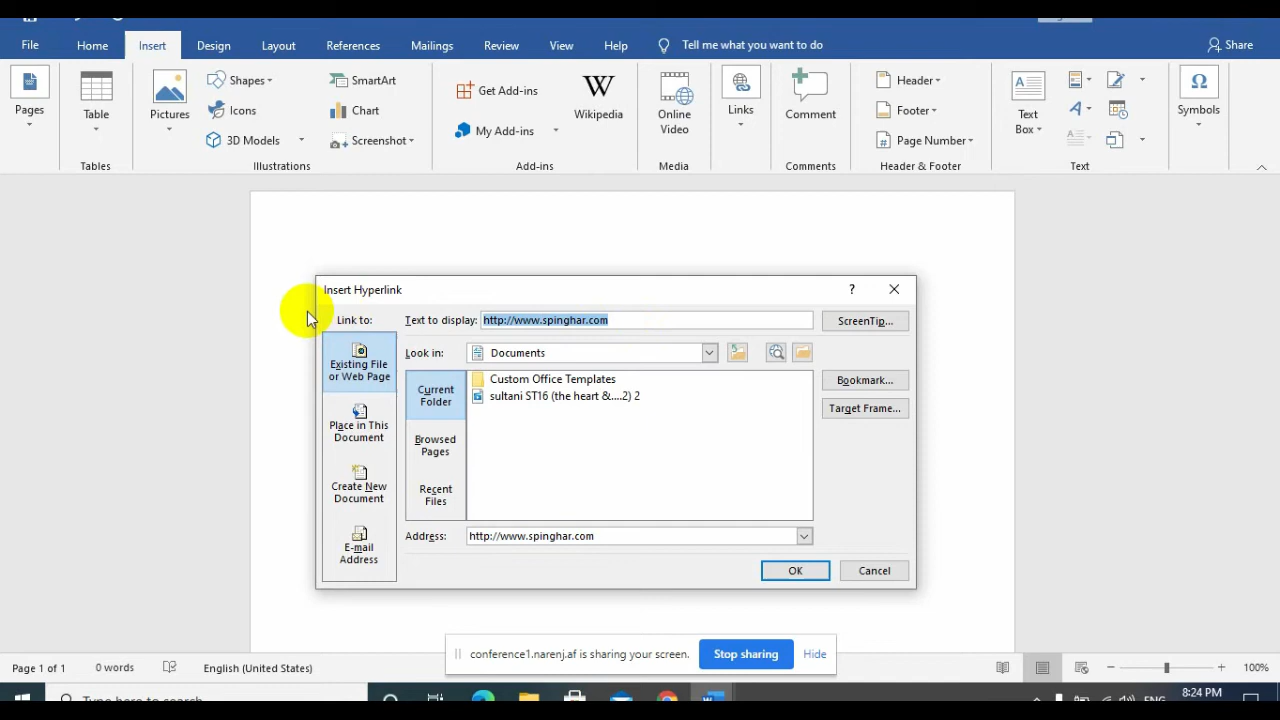 File Home Insert Design Layout References Mailings Review View Help Tell me what you want to do Share
Pages
Table
Pictures
Shapes
Icons
3D Models
SmartArt
Chart
Screenshot
Get Add-ins
My Add-ins
W
Wikipedia
Online
Video
Links
Comment
Header
Footer
Page Number
A
Text
Box
A
Ω
Symbols
Tables Illustrations Add-ins Media Comments Header & Footer Text
Insert Hyperlink ?
Link to: Text to display: http://www.spinghar.com ScreenTip...
Existing File
or Web Page
Look in: Documents
Current
Folder
Custom Office Templates
sultani ST16 (the heart &....2) 2
Bookmark...
Target Frame...
Place in This
Document
Browsed
Pages
Create New
Document
Recent
Files
E-mail
Address
Address: http://www.spinghar.com
OK Cancel
conference1.narenj.af is sharing your screen. Stop sharing Hide
Page 1 of 1 0 words English (United States) 100%
Type here to search
ENG 8:24 PM